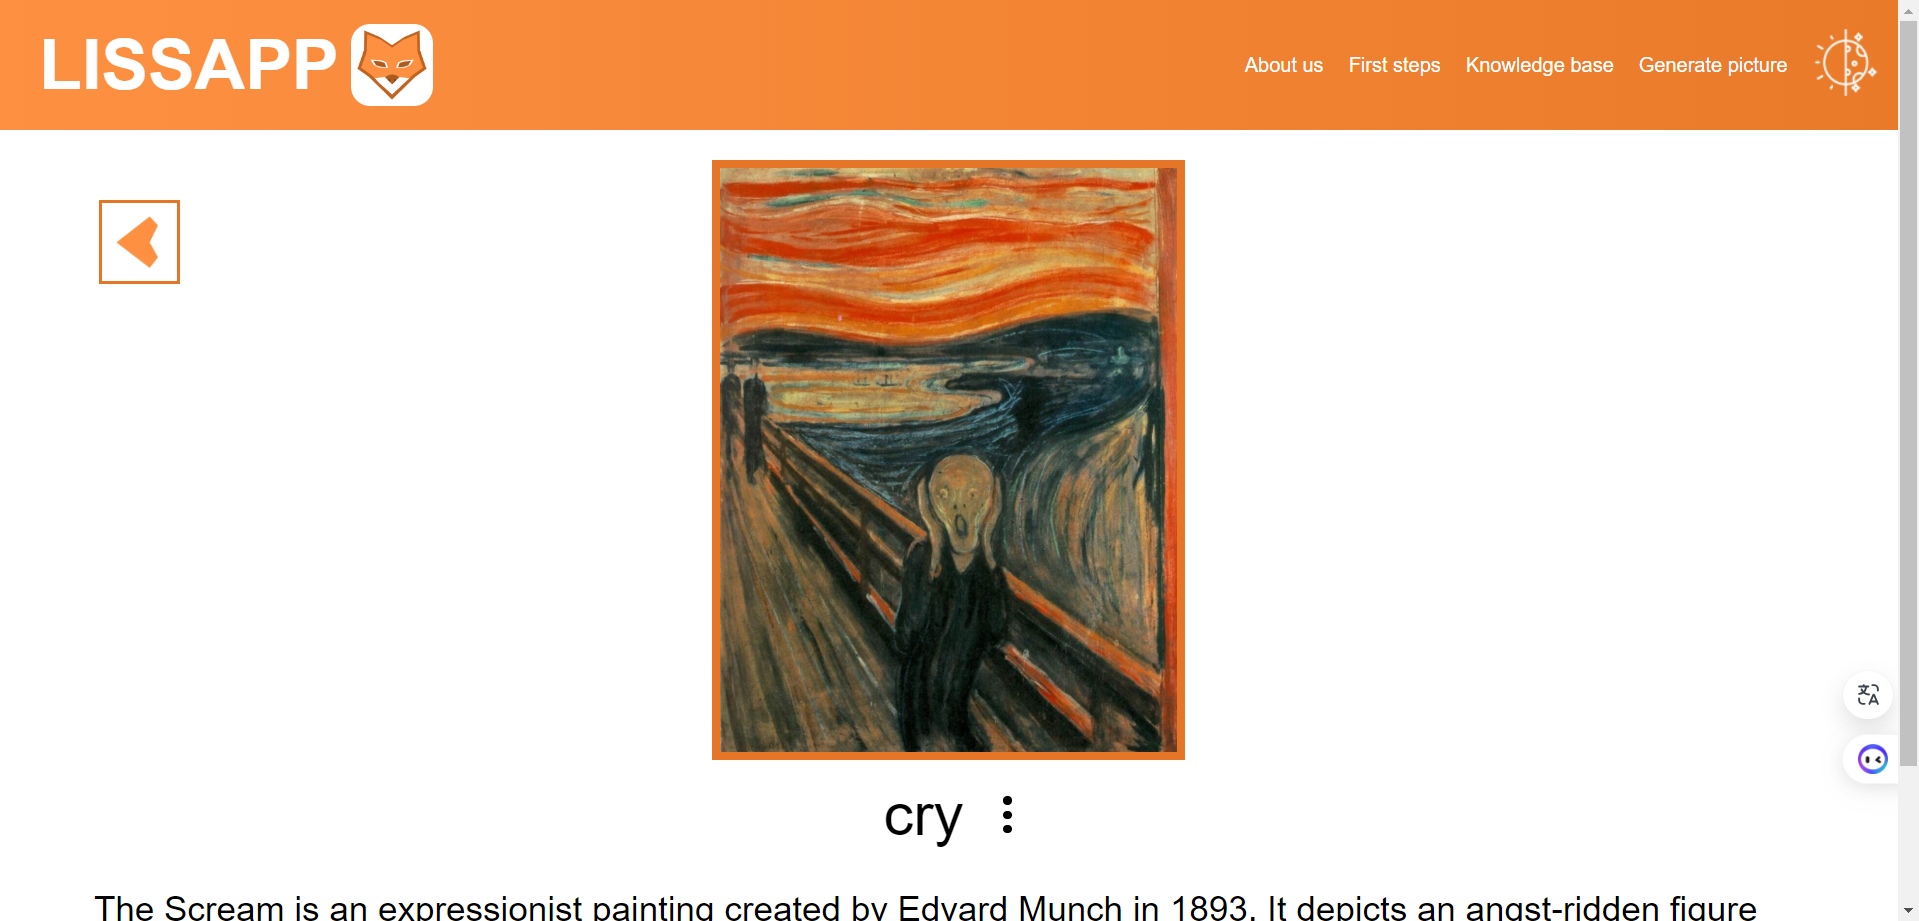 LISSAPP
About us First steps Knowledge base Generate picture
cry
The Scream is an expressionist painting created by Edvard Munch in 1893. It depicts an angst-ridden figure